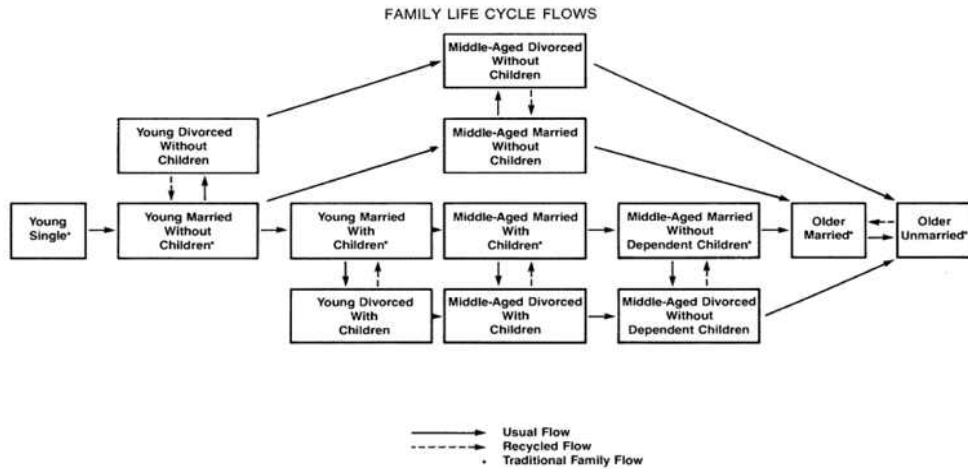 FAMILY LIFE CYCLE FLOWS
Middle-Aged Divorced
Without
Children
Young Divorced
Without
Children
Middle-Aged Married
Without
Children
Young
Single*
Young Married
Without
Children*
Young Married
With
Children*
Middle-Aged Married
With
Children*
Middle-Aged Married
Without
Dependent Children*
Older
Married*
Older
Unmarried*
Young Divorced
With
Children
Middle-Aged Divorced
With
Children
Middle-Aged Divorced
Without
Dependent Children
Usual Flow
Recycled Flow
* Traditional Family Flow